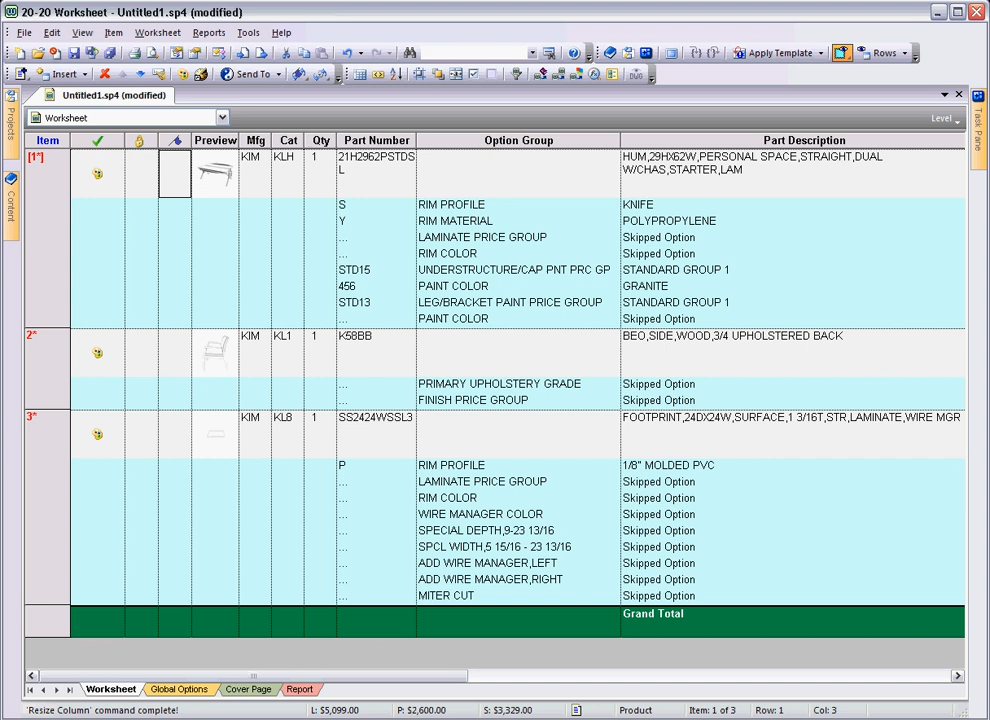 20-20 Worksheet - Untitled1.sp4 (modified)
File Edit View Item Worksheet Reports Tools Help
Apply Template Rows
Insert Send To DWG
Untitled1.sp4 (modified)
Projects
Content
Task Pane
Worksheet Level
Item Preview Mfg Cat Qty Part Number Option Group Part Description
[1*] KIM KLH 1 21H2962PSTDS HUM,29HX62W,PERSONAL SPACE,STRAIGHT,DUAL
L W/CHAS,STARTER,LAM
S RIM PROFILE KNIFE
Y RIM MATERIAL POLYPROPYLENE
... LAMINATE PRICE GROUP Skipped Option
... RIM COLOR Skipped Option
STD15 UNDERSTRUCTURE/CAP PNT PRC GP STANDARD GROUP 1
456 PAINT COLOR GRANITE
STD13 LEG/BRACKET PAINT PRICE GROUP STANDARD GROUP 1
... PAINT COLOR Skipped Option
2* KIM KL1 1 K58BB BEO,SIDE,WOOD,3/4 UPHOLSTERED BACK
... PRIMARY UPHOLSTERY GRADE Skipped Option
... FINISH PRICE GROUP Skipped Option
3* KIM KL8 1 SS2424WSSL3 FOOTPRINT,24DX24W,SURFACE,1 3/16T,STR,LAMINATE,WIRE MGR
P RIM PROFILE 1/8" MOLDED PVC
... LAMINATE PRICE GROUP Skipped Option
... RIM COLOR Skipped Option
... WIRE MANAGER COLOR Skipped Option
... SPECIAL DEPTH,9-23 13/16 Skipped Option
... SPCL WIDTH,5 15/16 - 23 13/16 Skipped Option
... ADD WIRE MANAGER,LEFT Skipped Option
... ADD WIRE MANAGER,RIGHT Skipped Option
... MITER CUT Skipped Option
Grand Total
Worksheet Global Options Cover Page Report
'Resize Column' command complete! L: $5,099.00 P: $2,600.00 S: $3,329.00 Product Item: 1 of 3 Row: 1 Col: 3